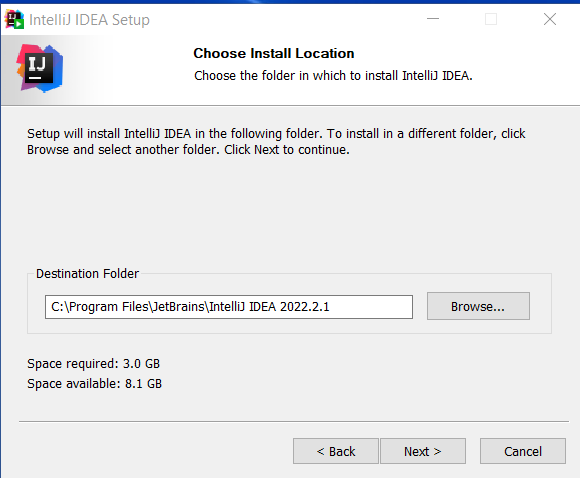 IntelliJ IDEA Setup
IJ
Choose Install Location
Choose the folder in which to install IntelliJ IDEA.
Setup will install IntelliJ IDEA in the following folder. To install in a different folder, click
Browse and select another folder. Click Next to continue.
Destination Folder
C:\Program Files\JetBrains\IntelliJ IDEA 2022.2.1
Browse...
Space required: 3.0 GB
Space available: 8.1 GB
< Back
Next >
Cancel